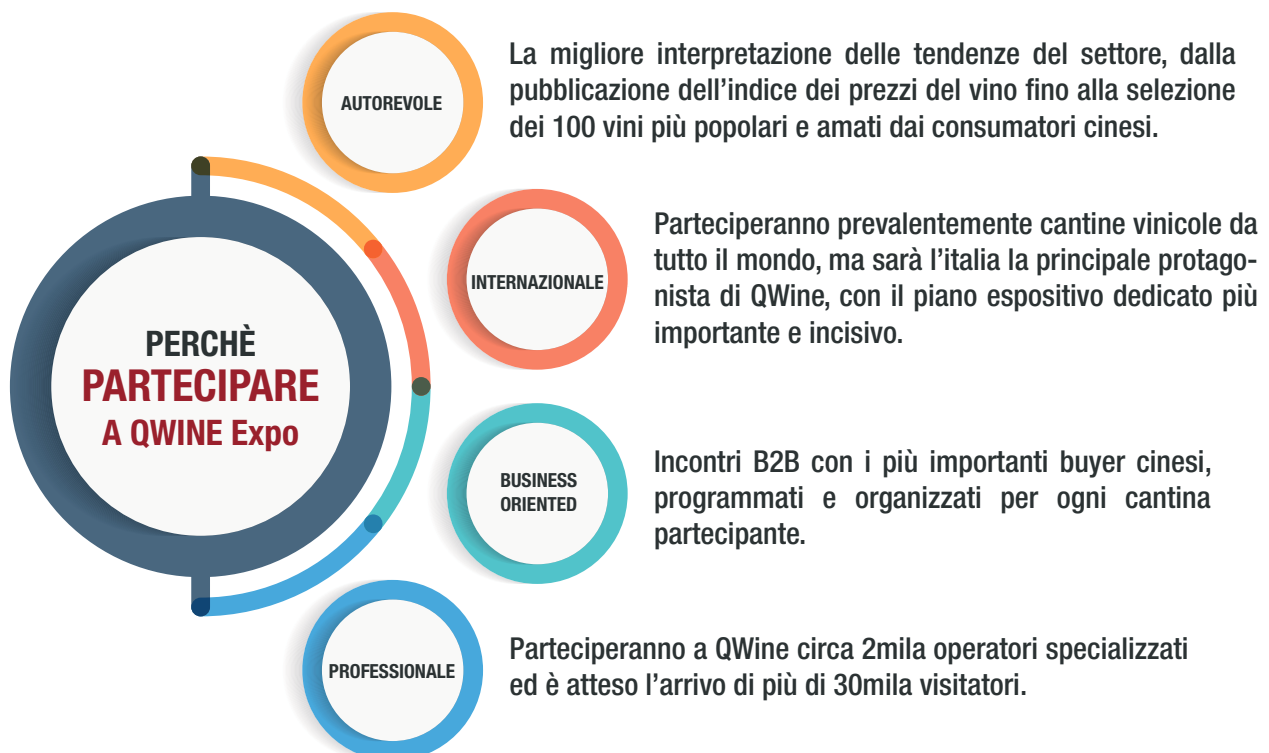 PERCHÈ
PARTECIPARE
A QWINE Expo
AUTOREVOLE
La migliore interpretazione delle tendenze del settore, dalla
pubblicazione dell’indice dei prezzi del vino fino alla selezione
dei 100 vini più popolari e amati dai consumatori cinesi.
INTERNAZIONALE
Parteciperanno prevalentemente cantine vinicole da
tutto il mondo, ma sarà l’italia la principale protago-
nista di QWine, con il piano espositivo dedicato più
importante e incisivo.
BUSINESS
ORIENTED
Incontri B2B con i più importanti buyer cinesi,
programmati e organizzati per ogni cantina
partecipante.
PROFESSIONALE
Parteciperanno a QWine circa 2mila operatori specializzati
ed è atteso l’arrivo di più di 30mila visitatori.